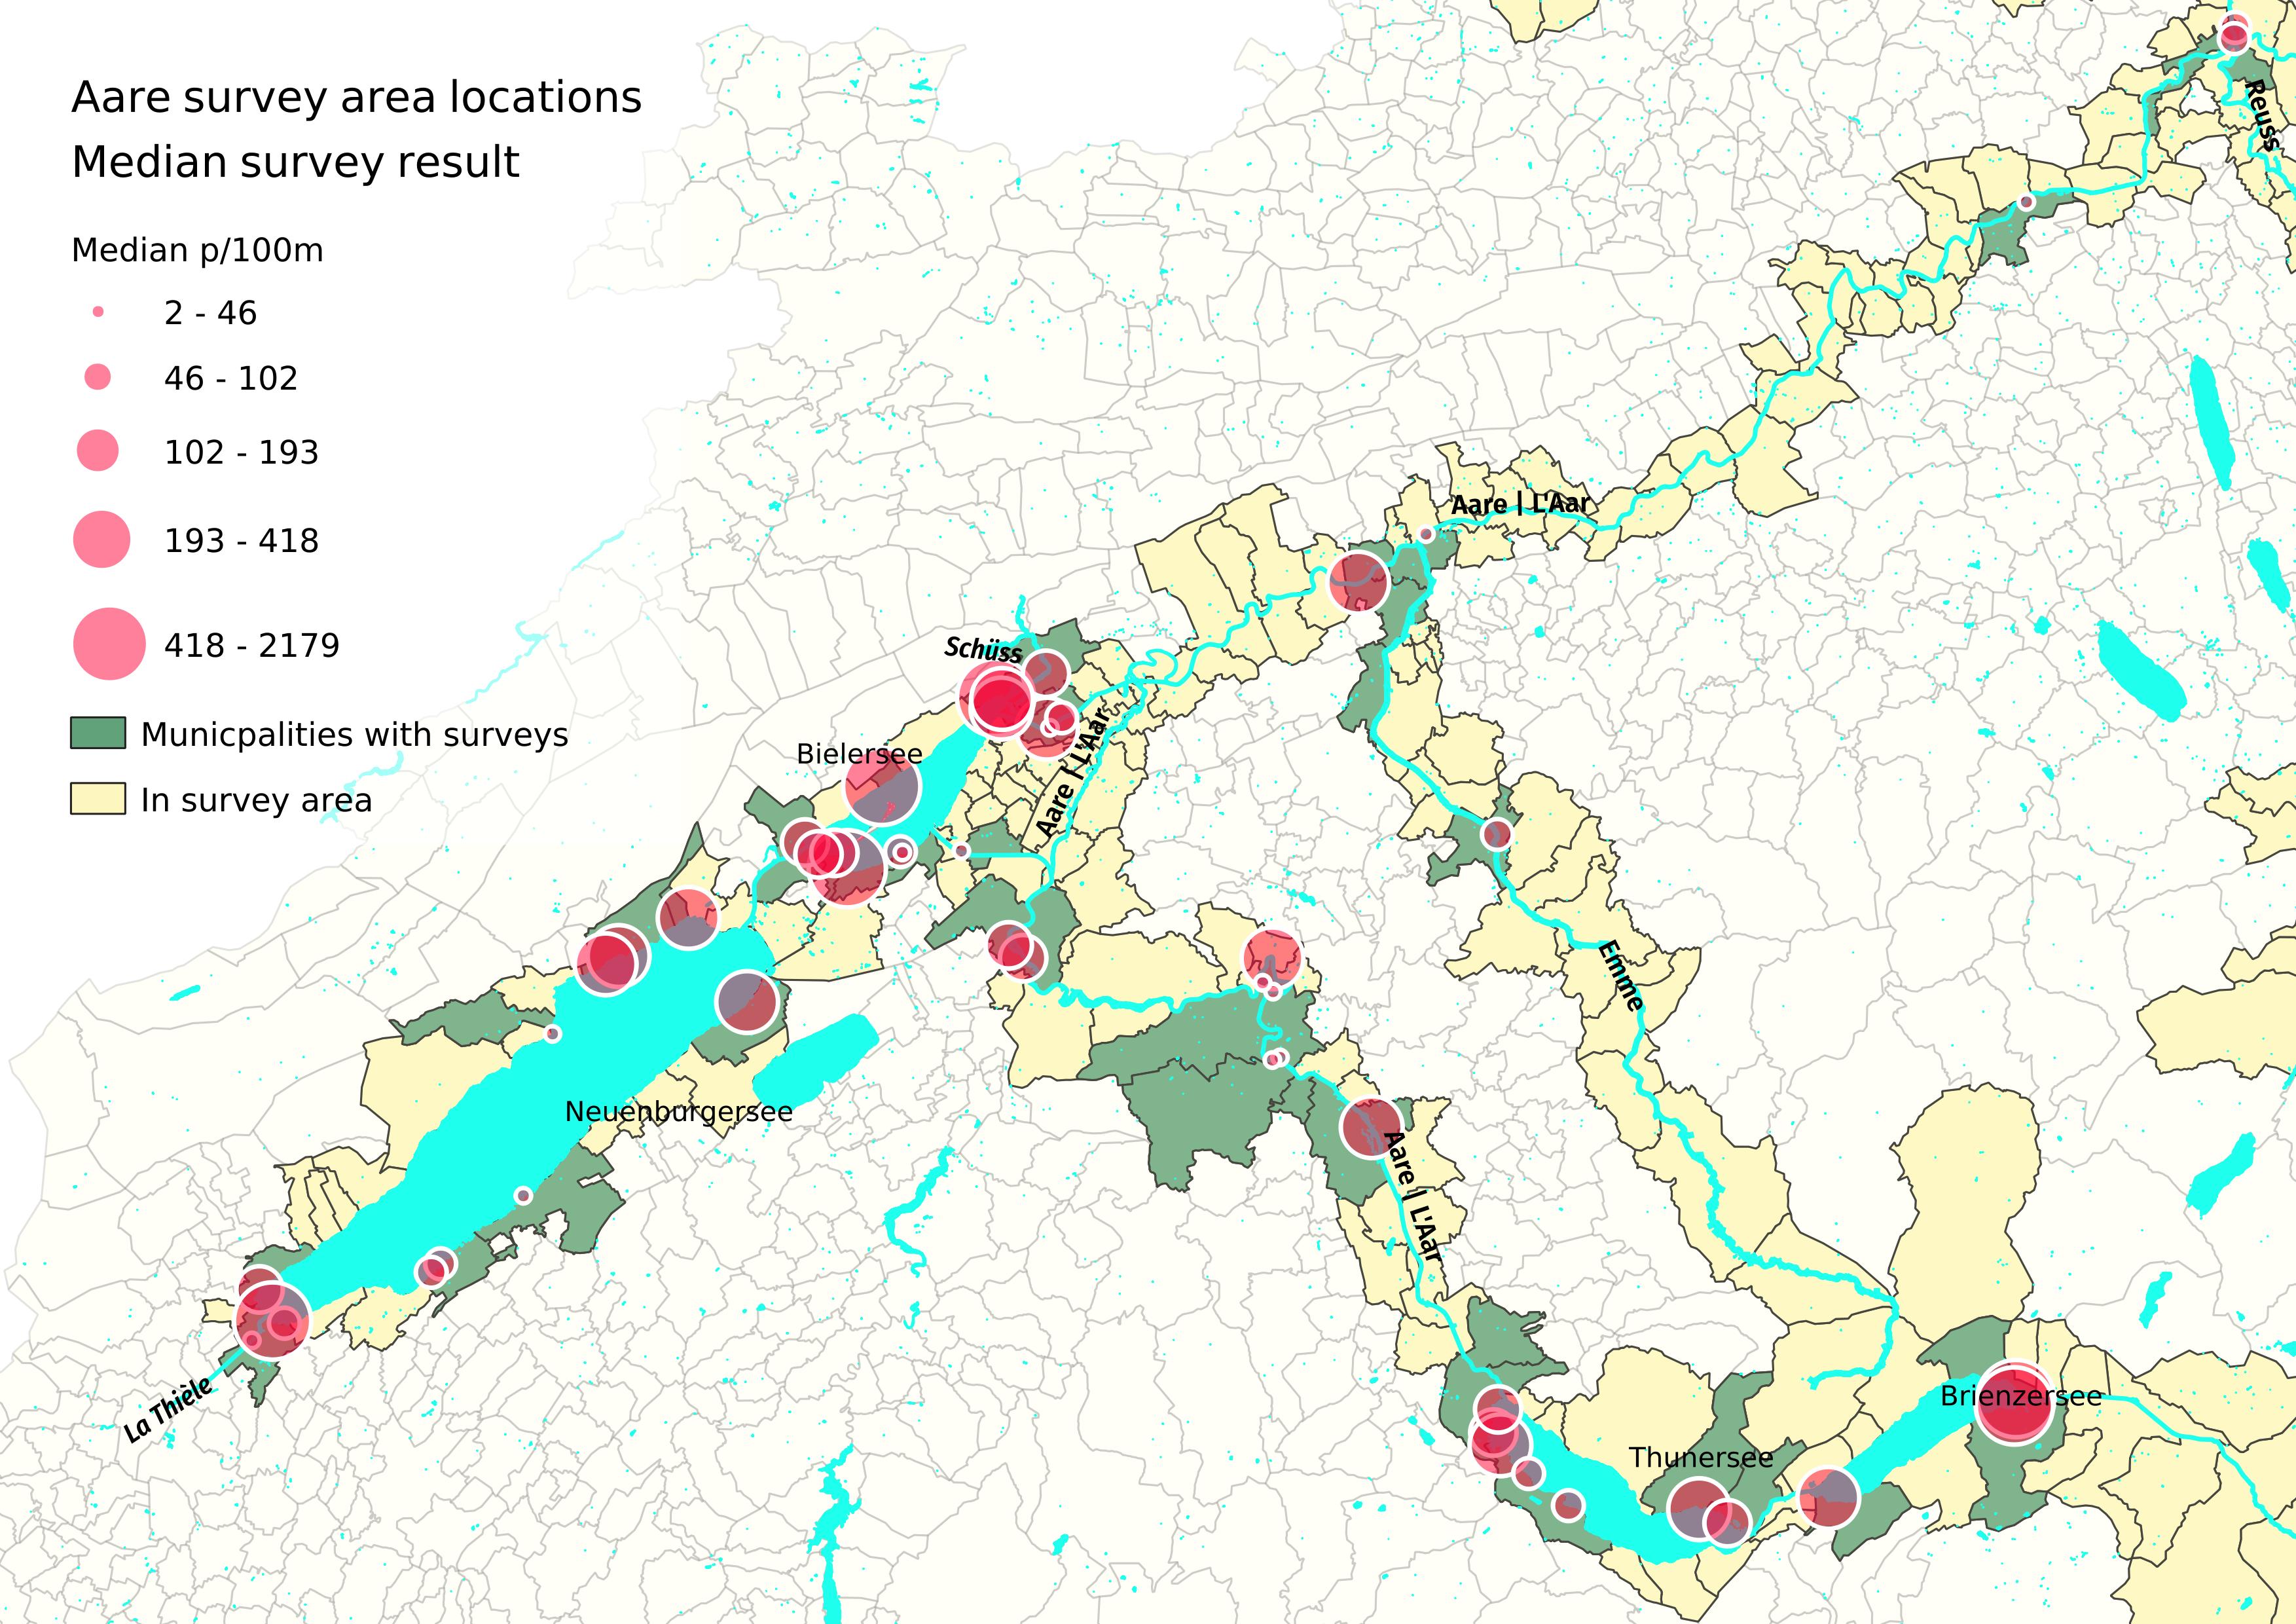 Aare survey area locations
Median survey result
Median p/100m
2 - 46
46 - 102
102 - 193
193 - 418
418 - 2179
Municpalities with surveys
In survey area
Reuss
Aare | L'Aar
Schüss
Bielersee
Aare | L'Aar
Emme
Neuenburgersee
Aare | L'Aar
La Thièle
Brienzersee
Thunersee